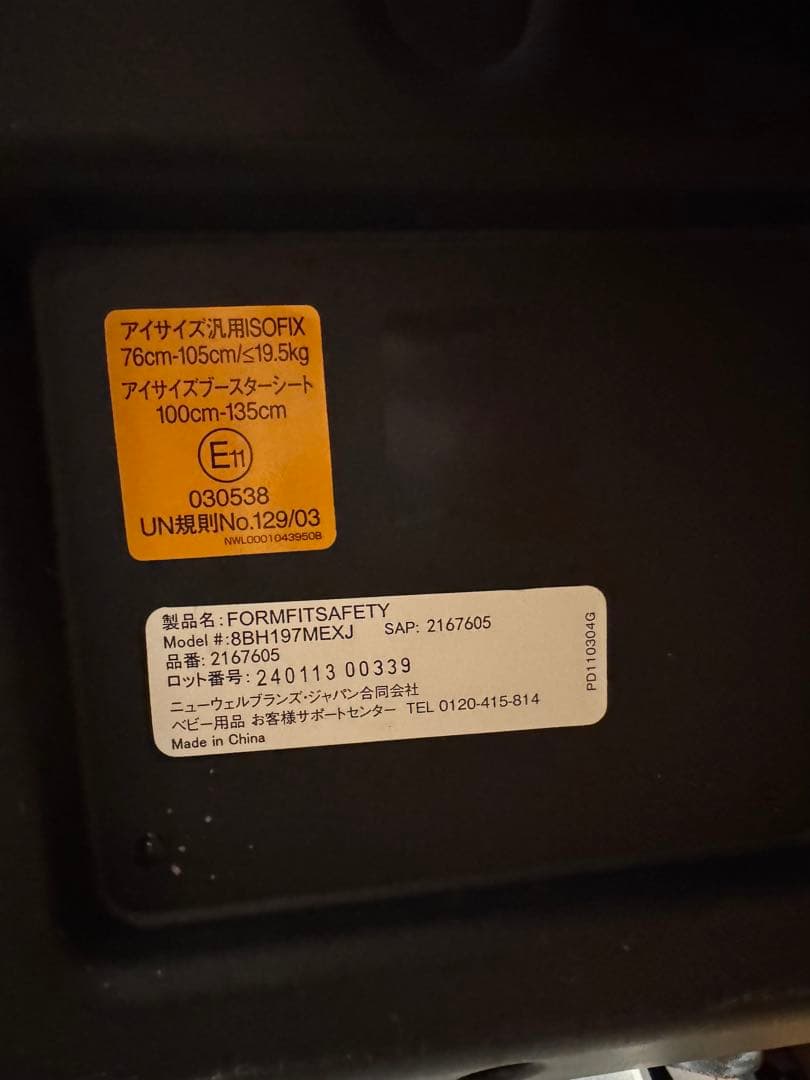 アイサイズ汎用ISOFIX
76cm-105cm/≤19.5kg
アイサイズブースターシート
100cm-135cm
E11
030538
UN規則No.129/03
NWL0001043950B
製品名:FORMFITSAFETY
Model #:8BH197MEXJ SAP: 2167605
品番: 2167605
ロット番号: 240113 00339
ニューウェルブランズ・ジャパン合同会社
ベビー用品 お客様サポートセンター TEL 0120-415-814
Made in China
PD110304G